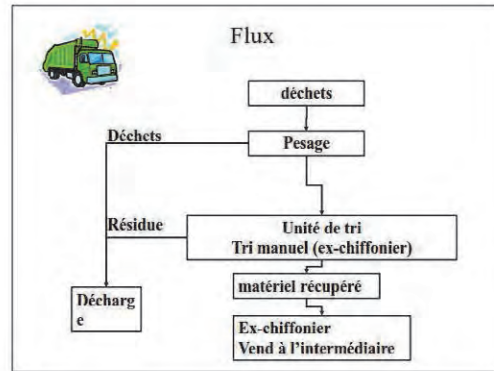 Flux
déchets
Déchets
Pesage
Résidue
Unité de tri
Tri manuel (ex-chiffonier)
matériel récupéré
Décharg
e
Ex-chiffonier
Vend à l'intermédiaire